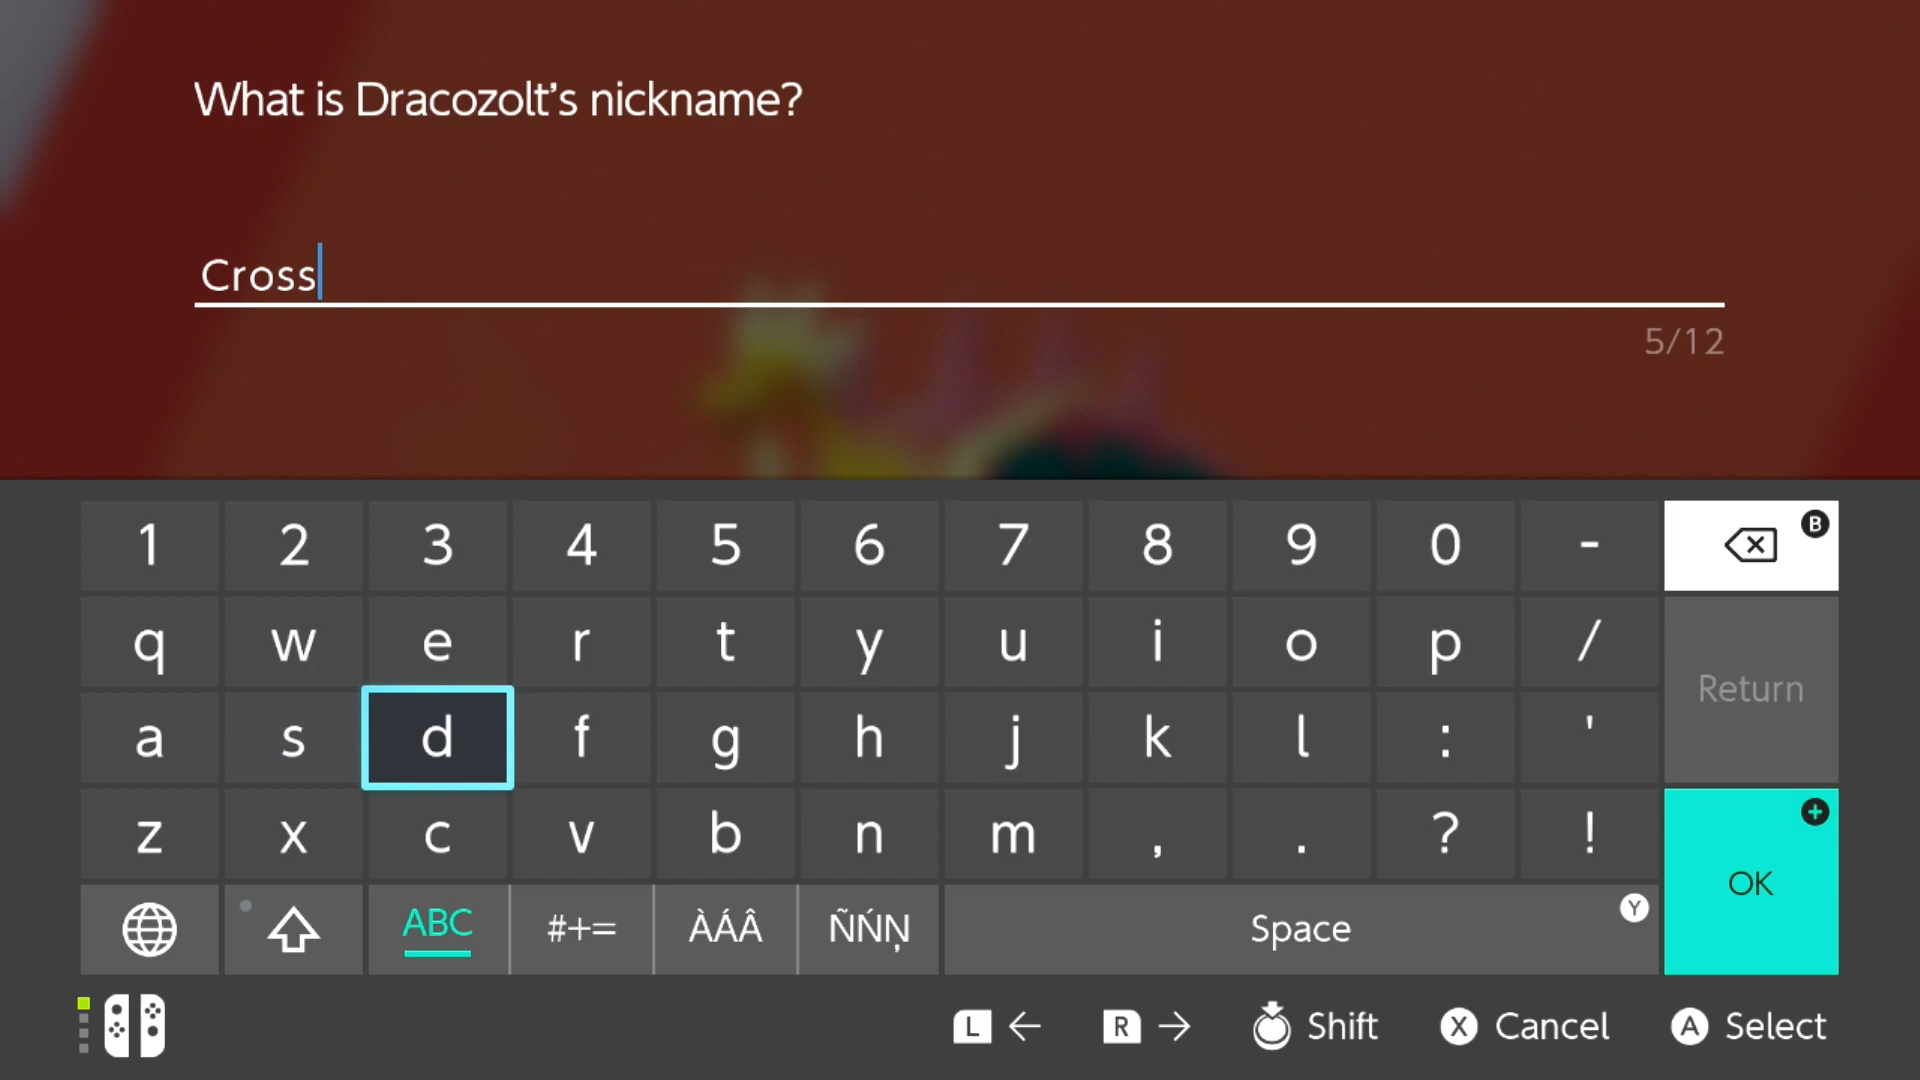 What is Dracozolt's nickname?
Cross
5/12
1 2 3 4 5 6 7 8 9 0 - B
q w e r t y u i o p /
Return
a s d f g h j k l : '
z x c v b n m , . ? ! +
OK
ABC #+= ÀÁÂ ÑŃŅ Space Y
L ← R → Shift X Cancel A Select